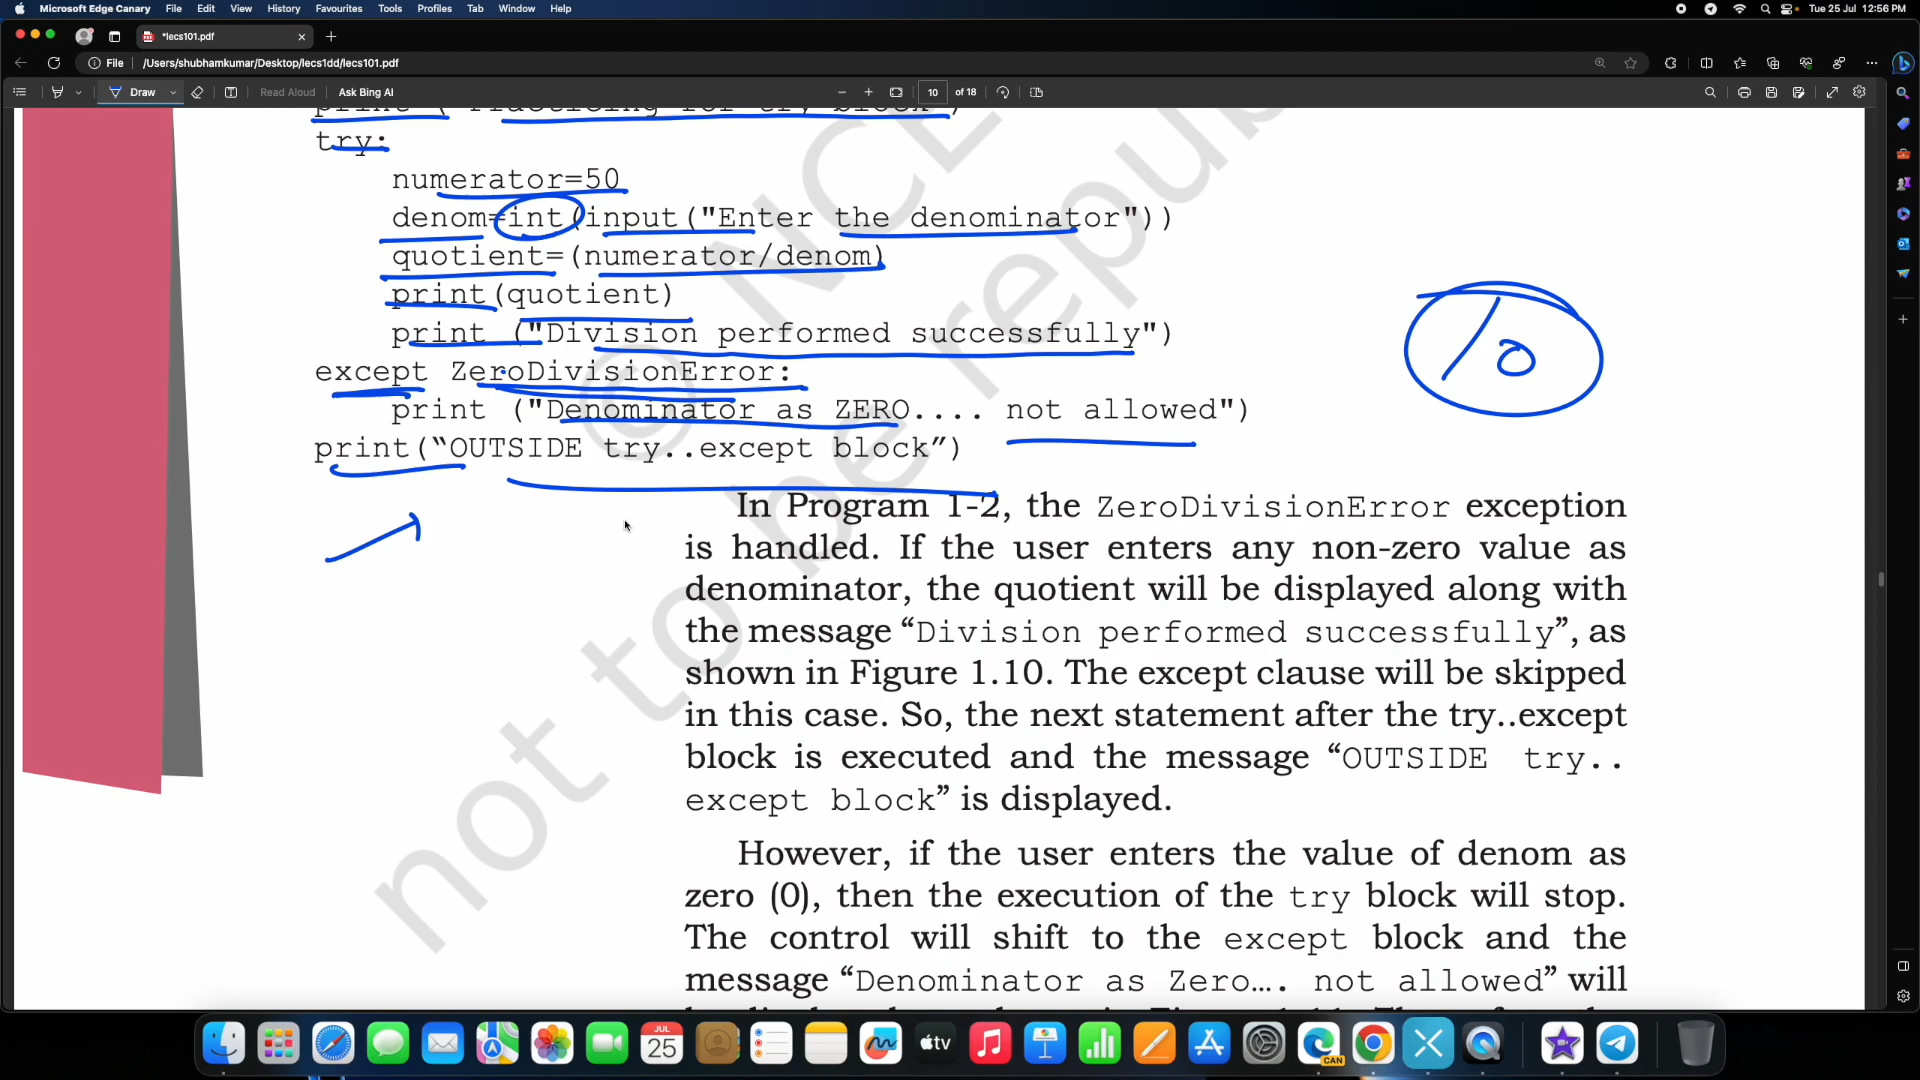 Microsoft Edge Canary File Edit View History Favourites Tools Profiles Tab Window Help Tue 25 Jul 12:56 PM
*lecs101.pdf
File /Users/shubhamkumar/Desktop/lecs1dd/lecs101.pdf
Draw Read Aloud Ask Bing AI 10 of 18
print ("Practicing for try block")
try:
numerator=50
denom=int(input("Enter the denominator"))
quotient=(numerator/denom)
print(quotient)
print ("Division performed successfully")
except ZeroDivisionError:
print ("Denominator as ZERO.... not allowed")
print(“OUTSIDE try..except block”)
/0
In Program 1-2, the ZeroDivisionError exception
is handled. If the user enters any non-zero value as
denominator, the quotient will be displayed along with
the message “Division performed successfully”, as
shown in Figure 1.10. The except clause will be skipped
in this case. So, the next statement after the try..except
block is executed and the message “OUTSIDE try..
except block” is displayed.
However, if the user enters the value of denom as
zero (0), then the execution of the try block will stop.
The control will shift to the except block and the
message “Denominator as Zero…. not allowed” will
© NCE
not to be repub
JUL
25
tv
CAN